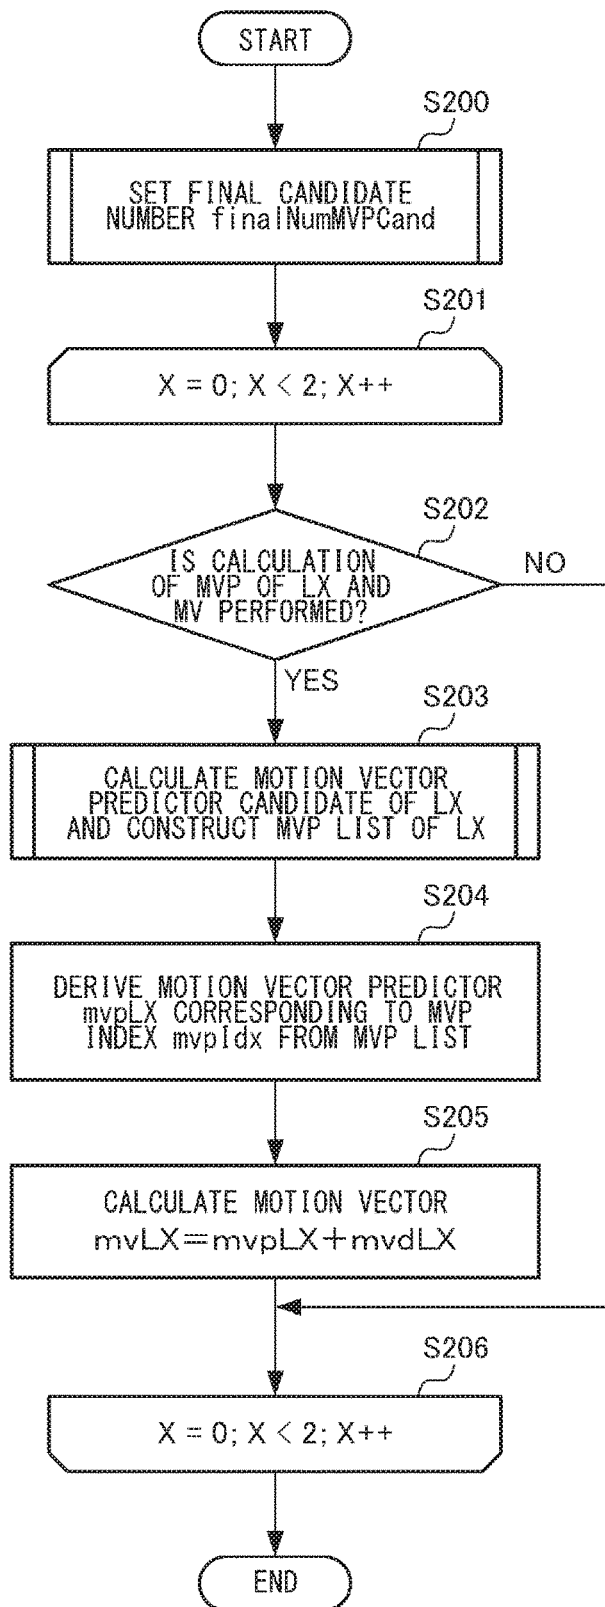 START
S200
SET FINAL CANDIDATE
NUMBER finalNumMVPCand
S201
X = 0; X < 2; X++
S202
IS CALCULATION
OF MVP OF LX AND
MV PERFORMED?
NO
YES
S203
CALCULATE MOTION VECTOR
PREDICTOR CANDIDATE OF LX
AND CONSTRUCT MVP LIST OF LX
S204
DERIVE MOTION VECTOR PREDICTOR
mvpLX CORRESPONDING TO MVP
INDEX mvpIdx FROM MVP LIST
S205
CALCULATE MOTION VECTOR
mvLX=mvpLX+mvdLX
S206
X = 0; X < 2; X++
END